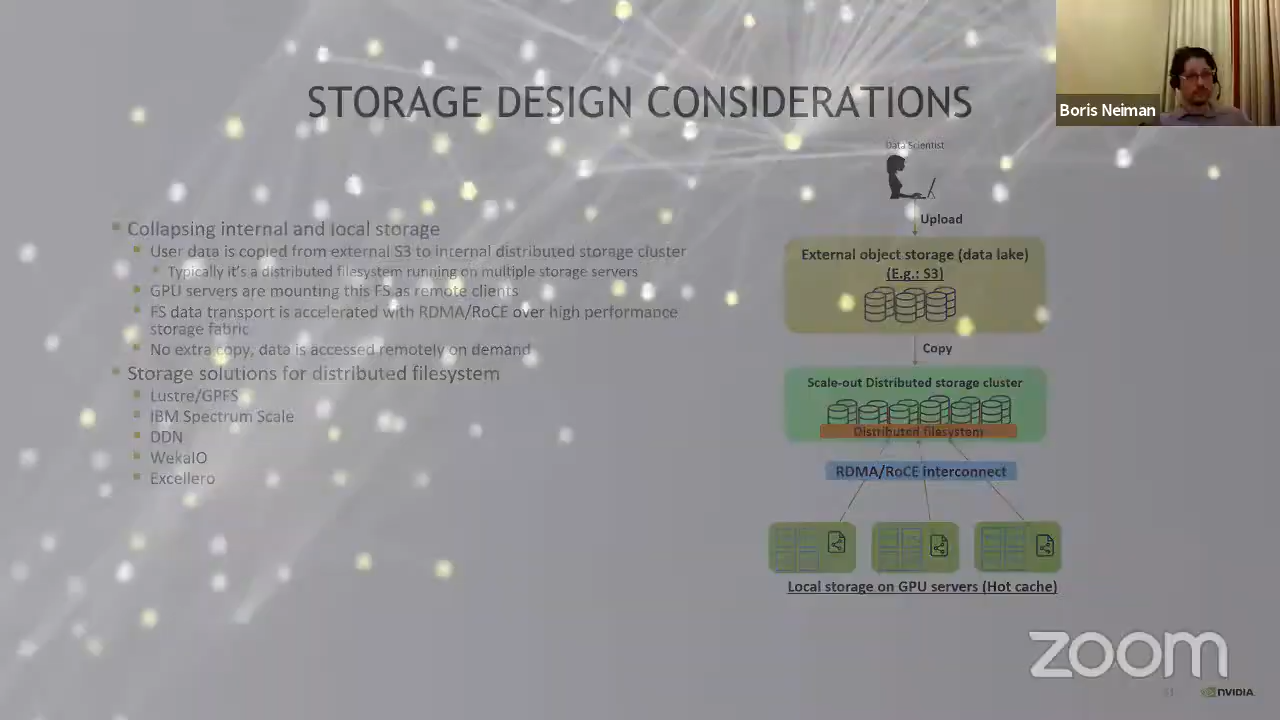 STORAGE DESIGN CONSIDERATIONS
Boris Neiman
Collapsing internal and local storage
User data is copied from external S3 to internal distributed storage cluster
Typically it's a distributed filesystem running on multiple storage servers
GPU servers are mounting this FS as remote clients
FS data transport is accelerated with RDMA/RoCE over high performance
storage fabric
No extra copy, data is accessed remotely on demand
Storage solutions for distributed filesystem
Lustre/GPFS
IBM Spectrum Scale
DDN
WekaIO
Excellero
Data Scientist
Upload
External object storage (data lake)
(E.g.: S3)
Copy
Scale-out Distributed storage cluster
Distributed filesystem
RDMA/RoCE interconnect
Local storage on GPU servers (Hot cache)
zoom
NVIDIA.